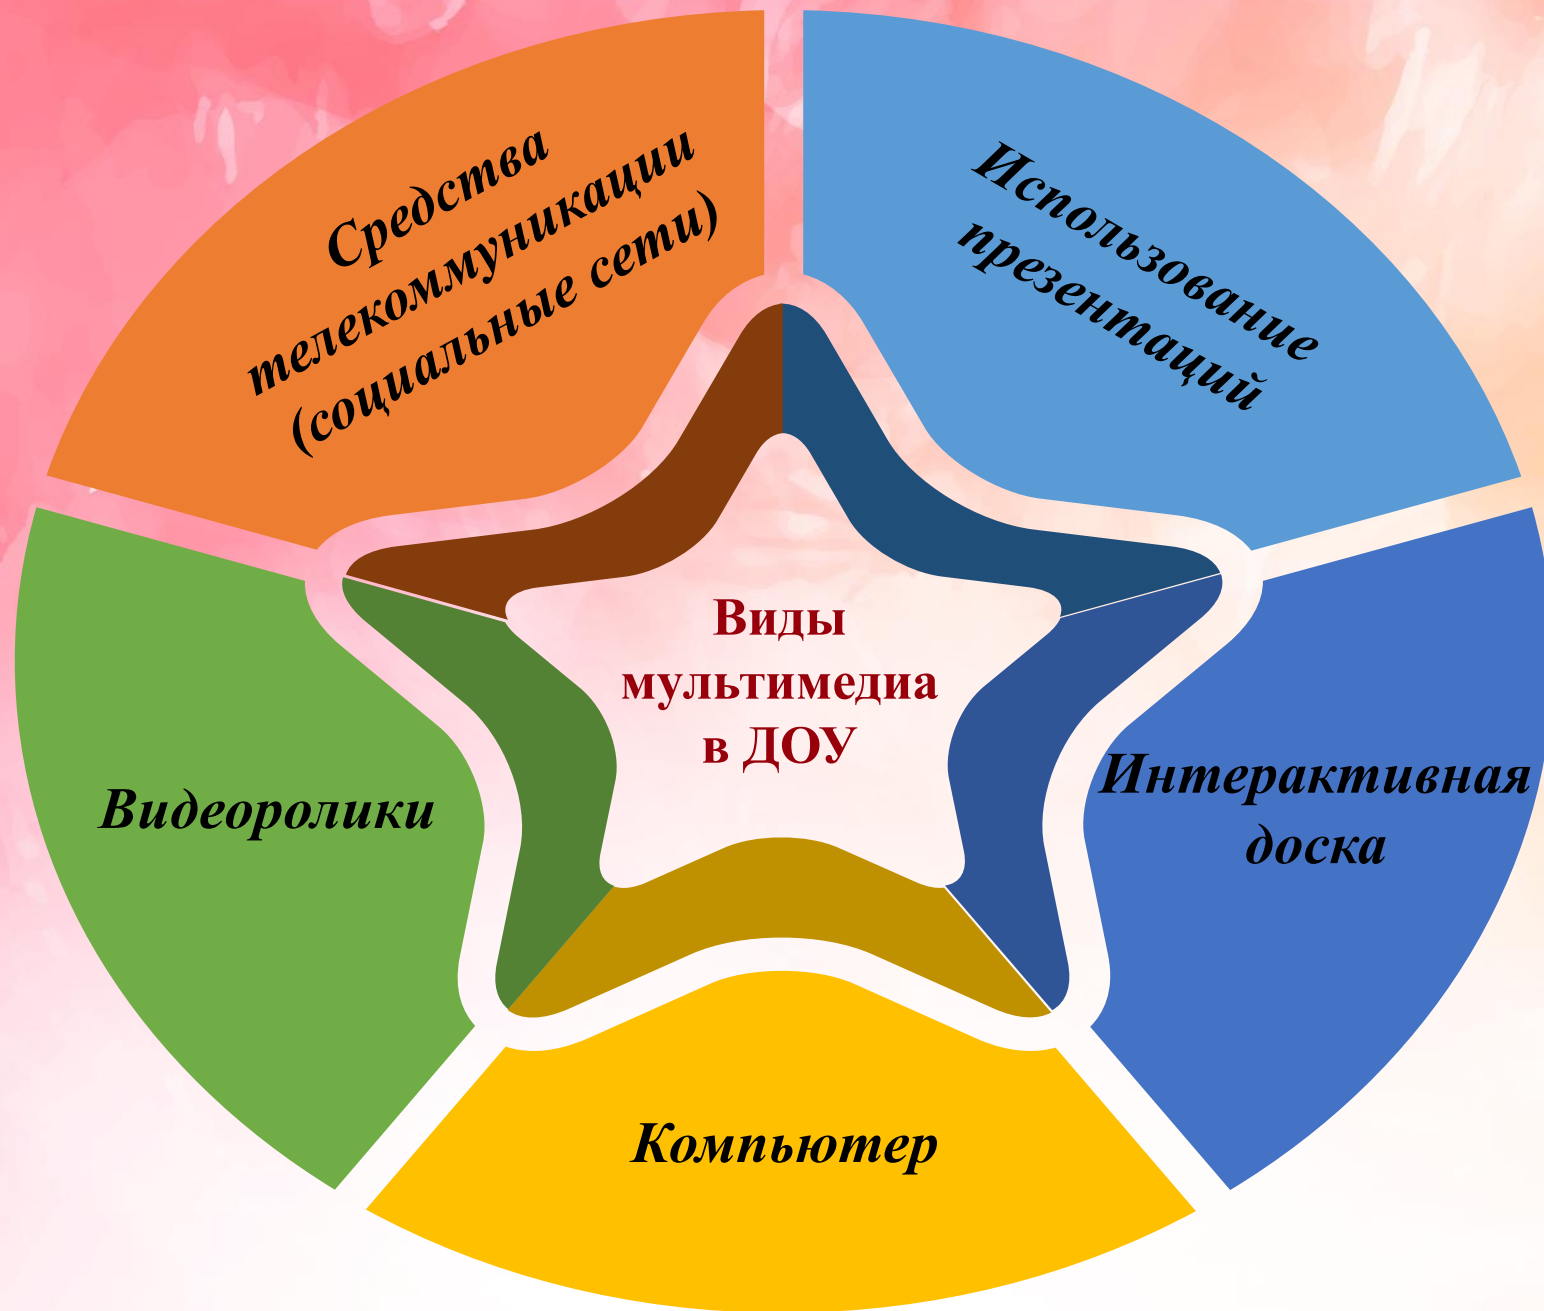 Средства
телекоммуникации
(социальные сети)
Использование
презентаций
Виды
мультимедиа
в ДОУ
Видеоролики
Интерактивная
доска
Компьютер